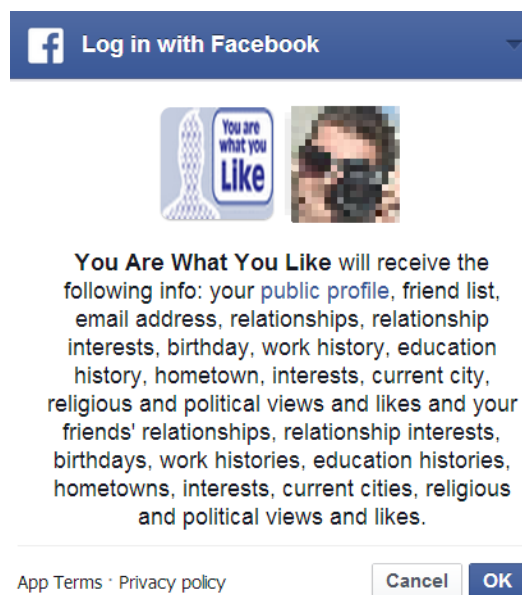 f Log in with Facebook
You are
what you
Like
You Are What You Like will receive the
following info: your public profile, friend list,
email address, relationships, relationship
interests, birthday, work history, education
history, hometown, interests, current city,
religious and political views and likes and your
friends' relationships, relationship interests,
birthdays, work histories, education histories,
hometowns, interests, current cities, religious
and political views and likes.
App Terms · Privacy policy Cancel OK